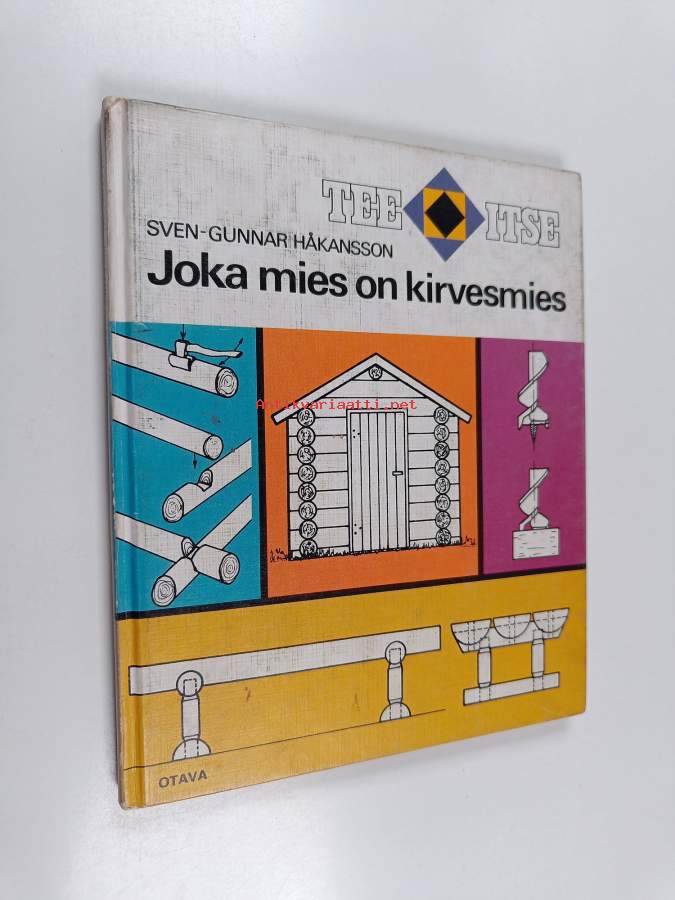 TEE ITSE
SVEN-GUNNAR HÅKANSSON
Joka mies on kirvesmies
Antikvariaatti.net
OTAVA